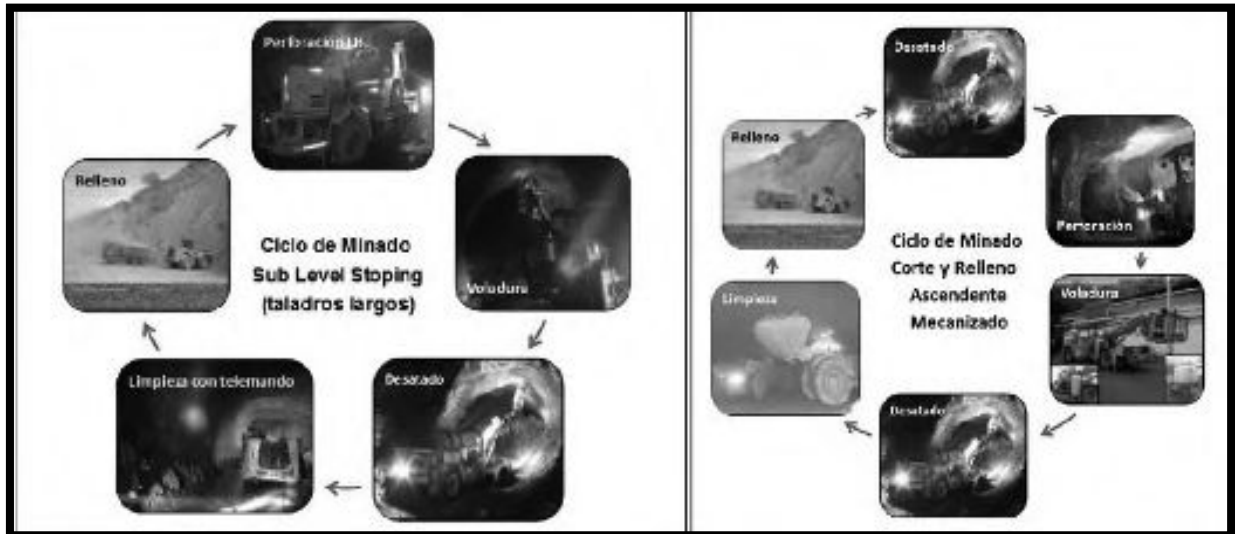 Perforación LH
Relleno
Voladura
Ciclo de Minado
Sub Level Stoping
(taladros largos)
Limpieza con telemando
Desatado
Desatado
Relleno
Perforación
Ciclo de Minado
Corte y Relleno
Ascendente
Mecanizado
Limpieza
Voladura
Desatado